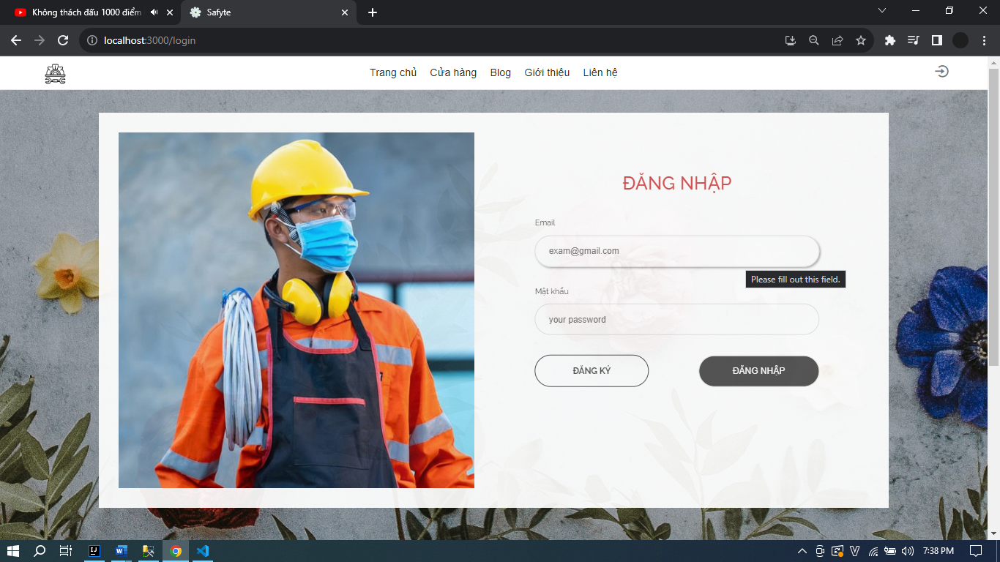 Không thách đấu 1000 điểm
Safyte
localhost:3000/login
Trang chủ Cửa hàng Blog Giới thiệu Liên hệ
ĐĂNG NHẬP
Email
exam@gmail.com
Please fill out this field.
Mật khẩu
your password
ĐĂNG KÝ ĐĂNG NHẬP
7:38 PM